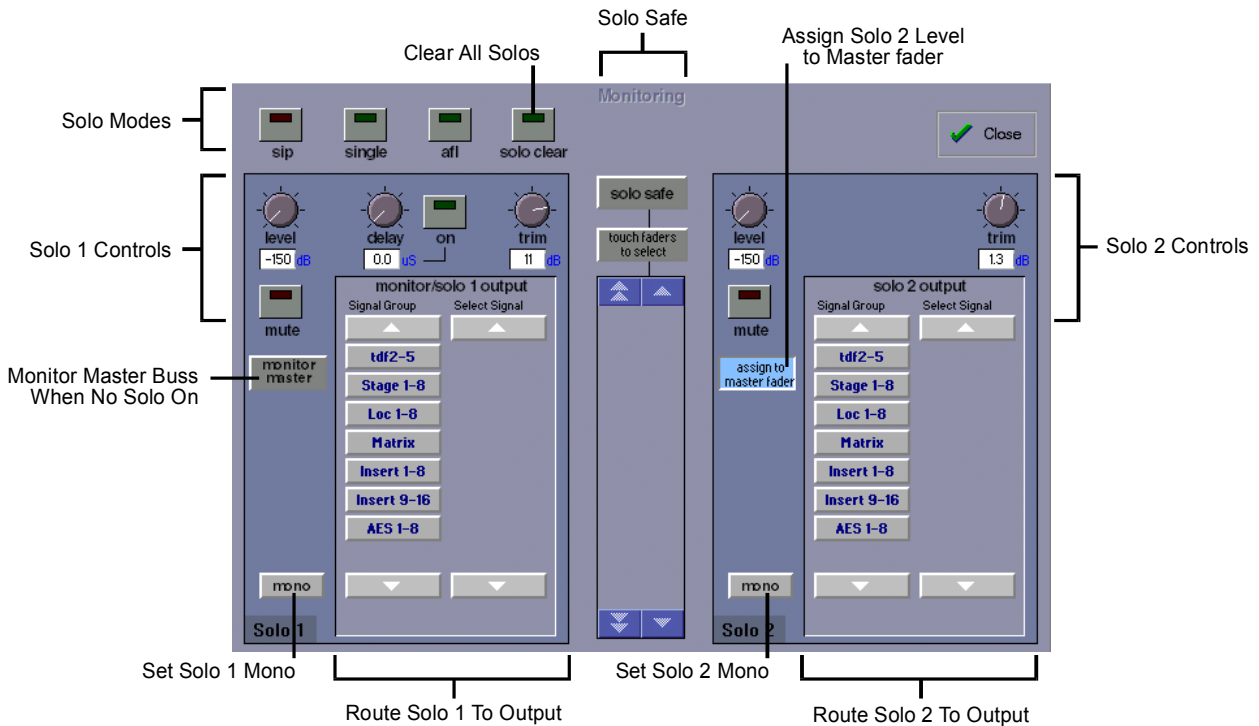 Solo Safe
Assign Solo 2 Level
to Master fader
Clear All Solos
Monitoring
Solo Modes
sip
single
afl
solo clear
Close
Solo 1 Controls
level
-150 dB
delay
0.0 uS
on
trim
11 dB
mute
monitor/solo 1 output
Signal Group
Select Signal
tdf2-5
Stage 1-8
Loc 1-8
Matrix
Insert 1-8
Insert 9-16
AES 1-8
monitor
master
Monitor Master Buss
When No Solo On
mono
Solo 1
solo safe
touch faders
to select
level
-150 dB
trim
1.3 dB
Solo 2 Controls
mute
solo 2 output
Signal Group
Select Signal
assign to
master fader
tdf2-5
Stage 1-8
Loc 1-8
Matrix
Insert 1-8
Insert 9-16
AES 1-8
mono
Solo 2
Set Solo 1 Mono
Set Solo 2 Mono
Route Solo 1 To Output
Route Solo 2 To Output